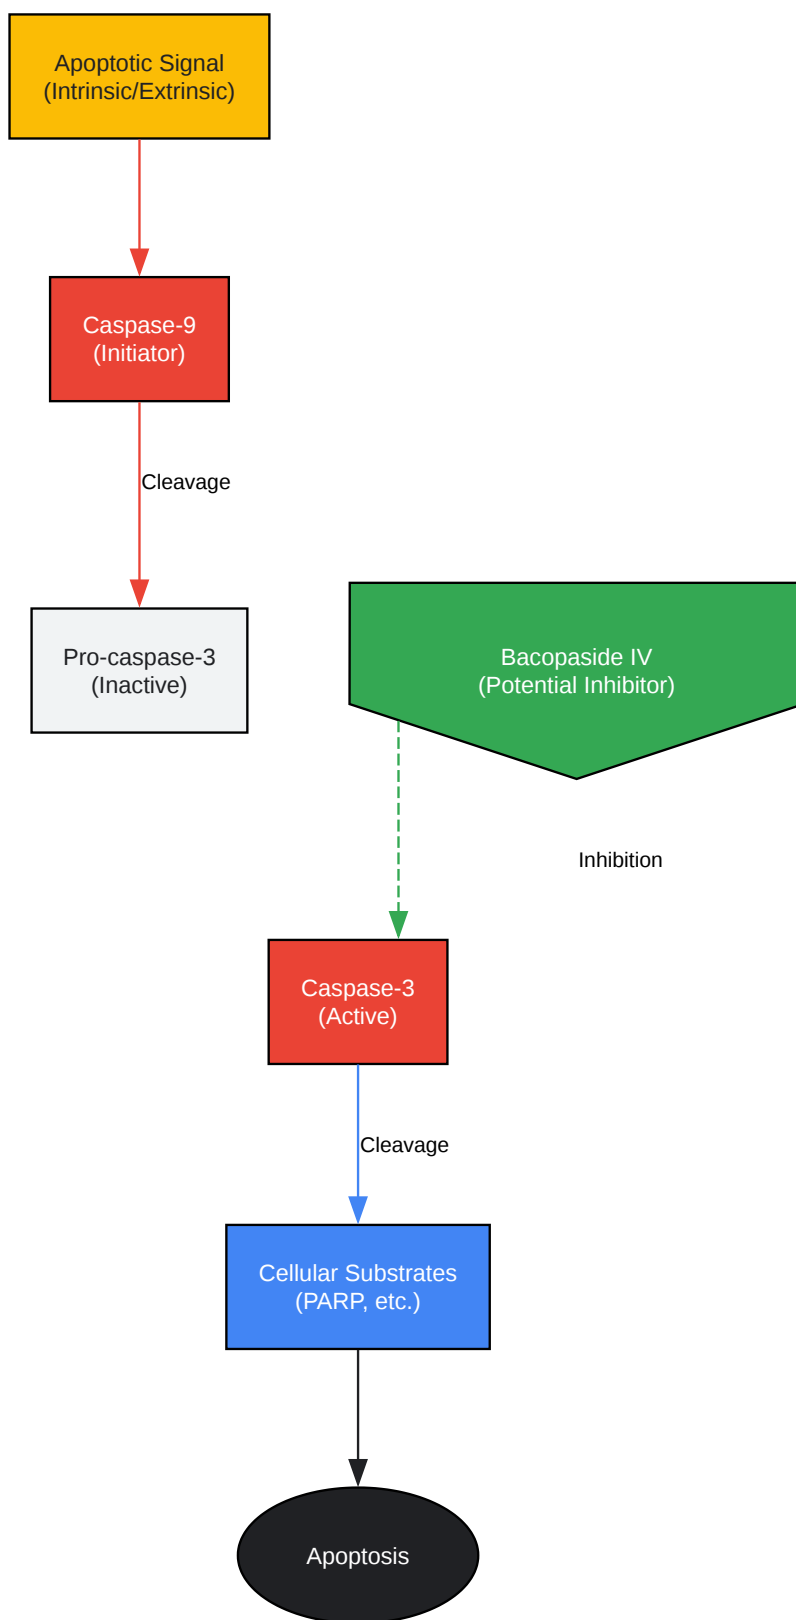 Apoptotic Signal
(Intrinsic/Extrinsic)
Caspase-9
(Initiator)
Cleavage
Pro-caspase-3
(Inactive)
Bacopaside IV
(Potential Inhibitor)
Inhibition
Caspase-3
(Active)
Cleavage
Cellular Substrates
(PARP, etc.)
Apoptosis